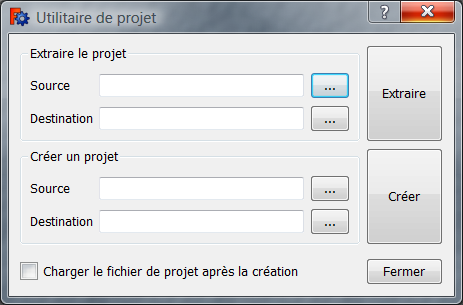 Utilitaire de projet
Extraire le projet
Source ...
Destination ...
Extraire
Créer un projet
Source ...
Destination ...
Créer
Charger le fichier de projet après la création
Fermer